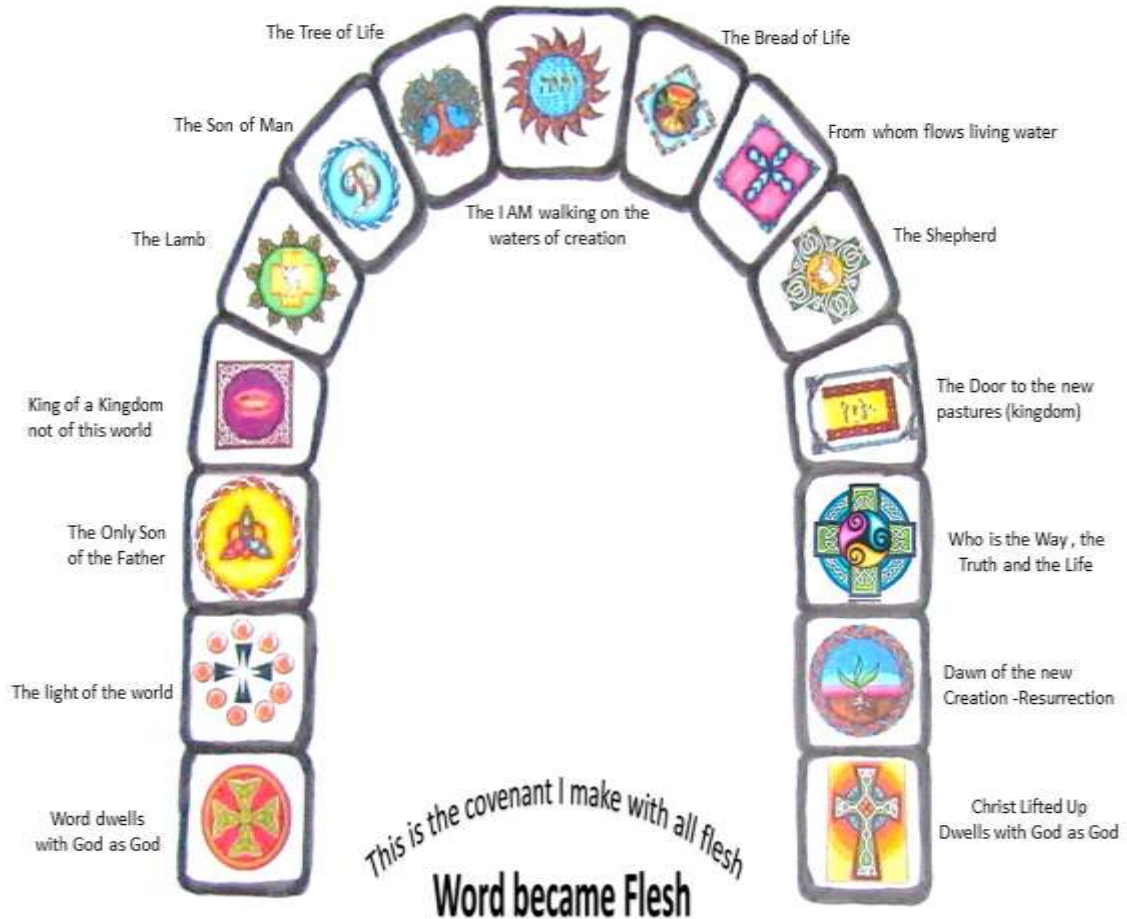 The Tree of Life
The Bread of Life
The Son of Man
From whom flows living water
The I AM walking on the
waters of creation
The Lamb
The Shepherd
King of a Kingdom
not of this world
The Door to the new
pastures (kingdom)
The Only Son
of the Father
Who is the Way , the
Truth and the Life
The light of the world
Dawn of the new
Creation -Resurrection
Word dwells
with God as God
Christ Lifted Up
Dwells with God as God
This is the covenant I make with all flesh
Word became Flesh